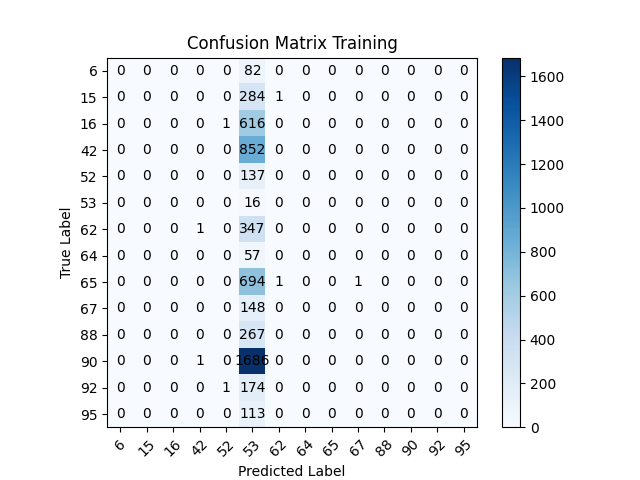 Confusion Matrix Training
6 0 0 0 0 0 82 0 0 0 0 0 0 0 0
15 0 0 0 0 0 284 1 0 0 0 0 0 0 0
16 0 0 0 0 1 616 0 0 0 0 0 0 0 0
42 0 0 0 0 0 852 0 0 0 0 0 0 0 0
52 0 0 0 0 0 137 0 0 0 0 0 0 0 0
53 0 0 0 0 0 16 0 0 0 0 0 0 0 0
62 0 0 0 1 0 347 0 0 0 0 0 0 0 0
64 0 0 0 0 0 57 0 0 0 0 0 0 0 0
65 0 0 0 0 0 694 1 0 0 1 0 0 0 0
67 0 0 0 0 0 148 0 0 0 0 0 0 0 0
88 0 0 0 0 0 267 0 0 0 0 0 0 0 0
90 0 0 0 1 0 1686 0 0 0 0 0 0 0 0
92 0 0 0 0 1 174 0 0 0 0 0 0 0 0
95 0 0 0 0 0 113 0 0 0 0 0 0 0 0
6 15 16 42 52 53 62 64 65 67 88 90 92 95
Predicted Label
True Label
1600
1400
1200
1000
800
600
400
200
0